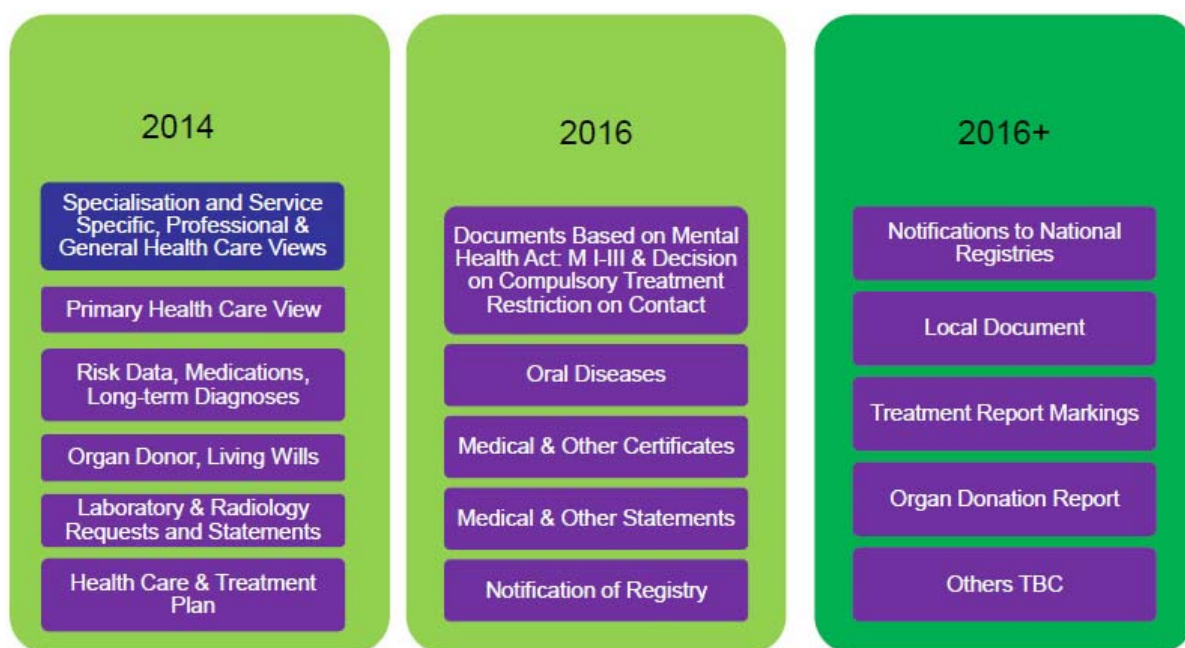 2014
Specialisation and Service
Specific, Professional &
General Health Care Views
Primary Health Care View
Risk Data, Medications,
Long-term Diagnoses
Organ Donor, Living Wills
Laboratory & Radiology
Requests and Statements
Health Care & Treatment
Plan
2016
Documents Based on Mental
Health Act: M I-III & Decision
on Compulsory Treatment
Restriction on Contact
Oral Diseases
Medical & Other Certificates
Medical & Other Statements
Notification of Registry
2016+
Notifications to National
Registries
Local Document
Treatment Report Markings
Organ Donation Report
Others TBC